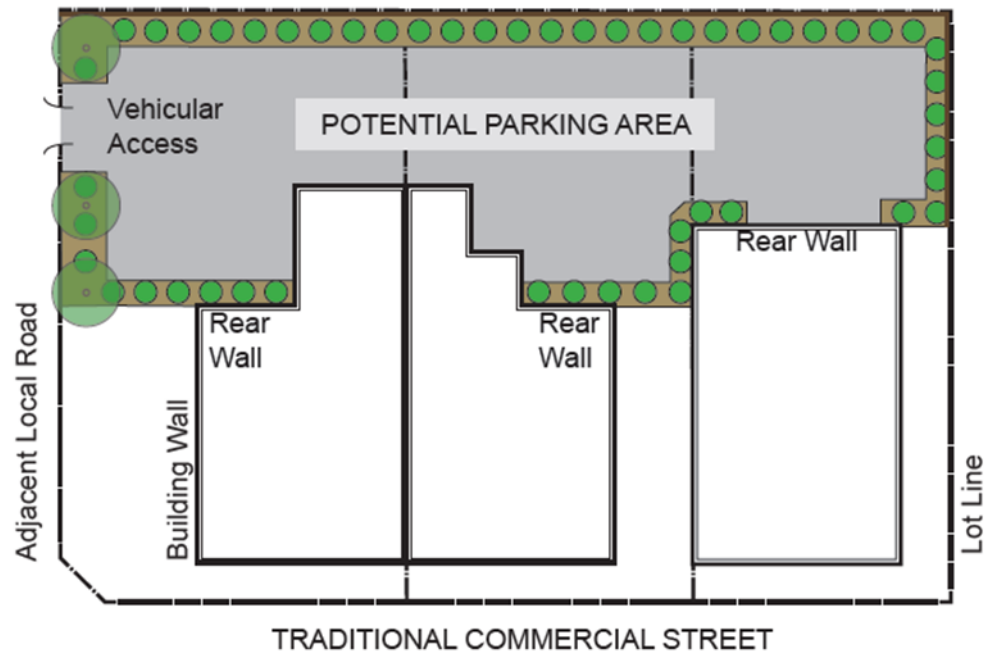 Vehicular
Access
POTENTIAL PARKING AREA
Rear Wall
Rear
Wall
Rear
Wall
Building Wall
Adjacent Local Road
Lot Line
TRADITIONAL COMMERCIAL STREET